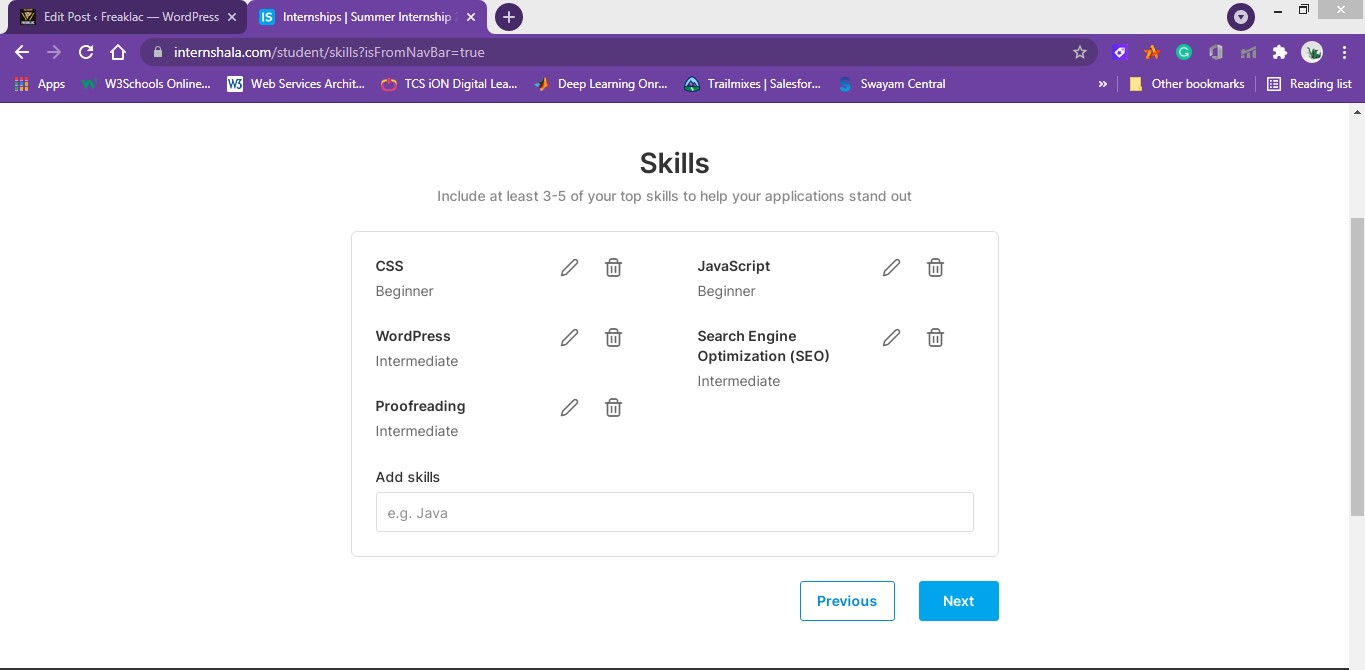 Edit Post ‹ Freaklac — WordPress
IS Internships | Summer Internship 2
internshala.com/student/skills?isFromNavBar=true
Apps W3Schools Online... W3 Web Services Archit... TCS iON Digital Lea... Deep Learning Onr... Trailmixes | Salesfor... Swayam Central » Other bookmarks Reading list
Skills
Include at least 3-5 of your top skills to help your applications stand out
CSS
Beginner
JavaScript
Beginner
WordPress
Intermediate
Search Engine
Optimization (SEO)
Intermediate
Proofreading
Intermediate
Add skills
e.g. Java
Previous
Next